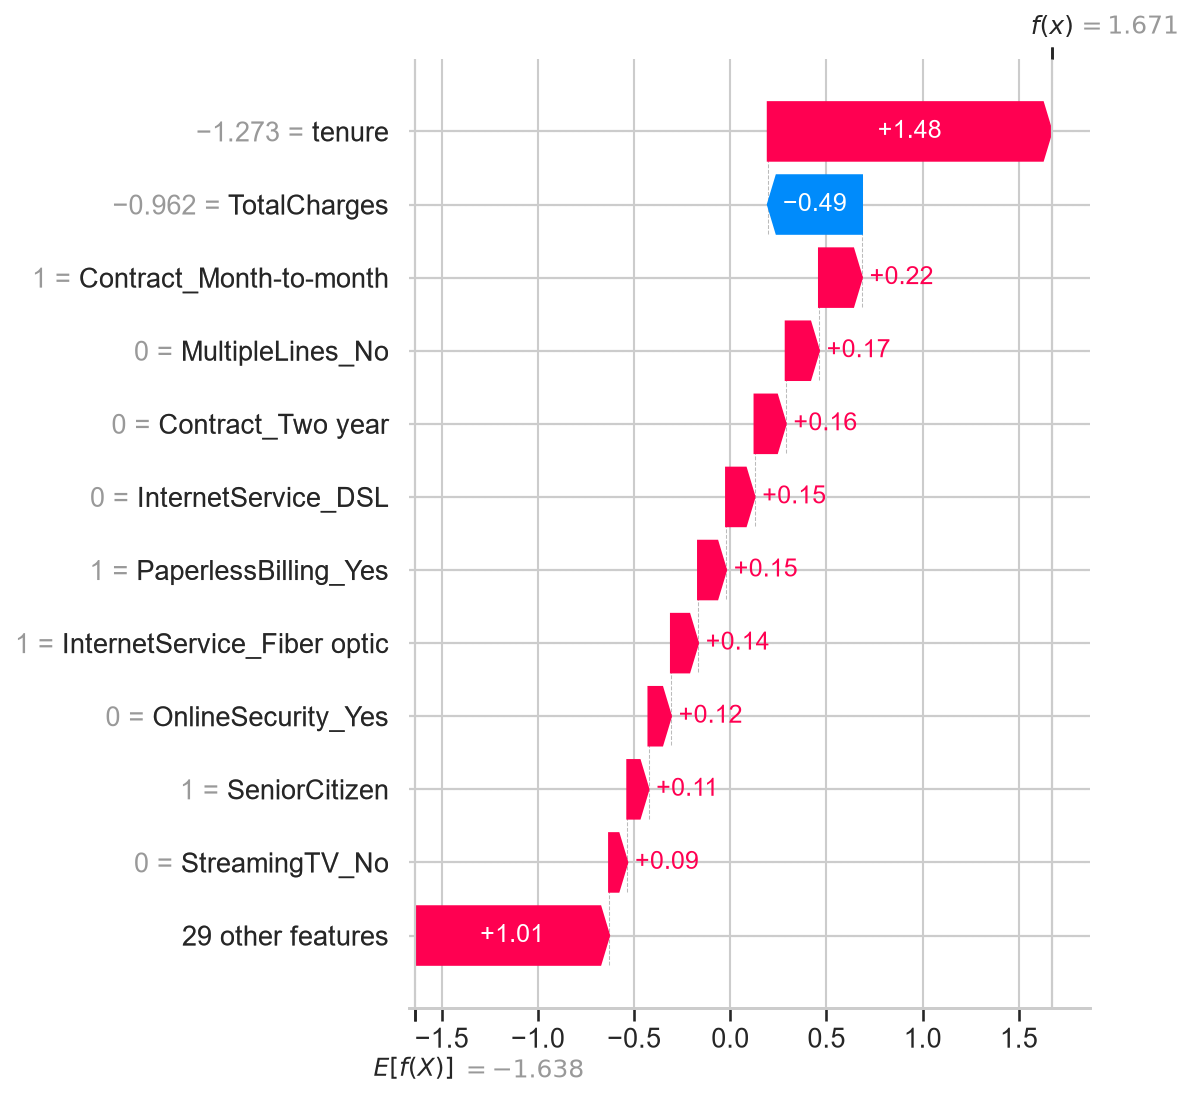 f(x) = 1.671
−1.273 = tenure
+1.48
−0.962 = TotalCharges
−0.49
1 = Contract_Month-to-month
+0.22
0 = MultipleLines_No
+0.17
0 = Contract_Two year
+0.16
0 = InternetService_DSL
+0.15
1 = PaperlessBilling_Yes
+0.15
1 = InternetService_Fiber optic
+0.14
0 = OnlineSecurity_Yes
+0.12
1 = SeniorCitizen
+0.11
0 = StreamingTV_No
+0.09
29 other features
+1.01
−1.5 −1.0 −0.5 0.0 0.5 1.0 1.5
E[f(X)] = −1.638